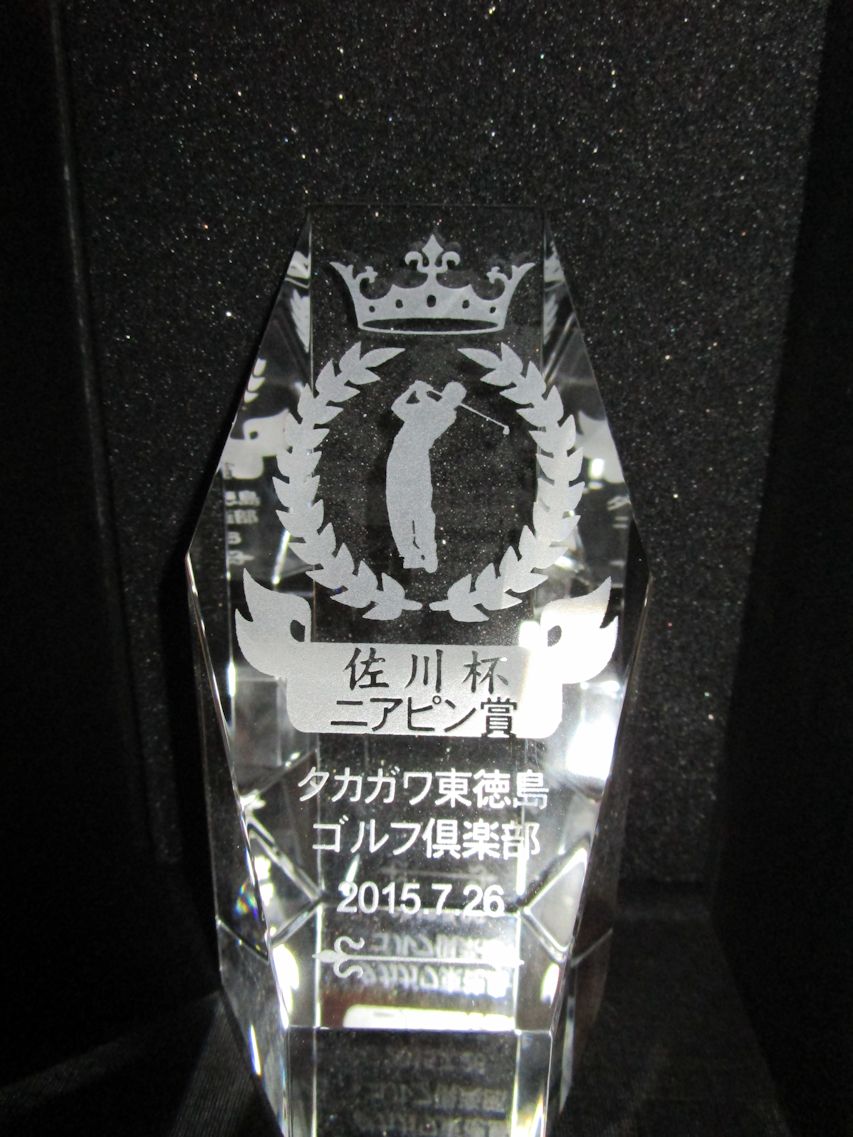 佐川杯
ニアピン賞
タカガワ東徳島
ゴルフ倶楽部
2015.7.26